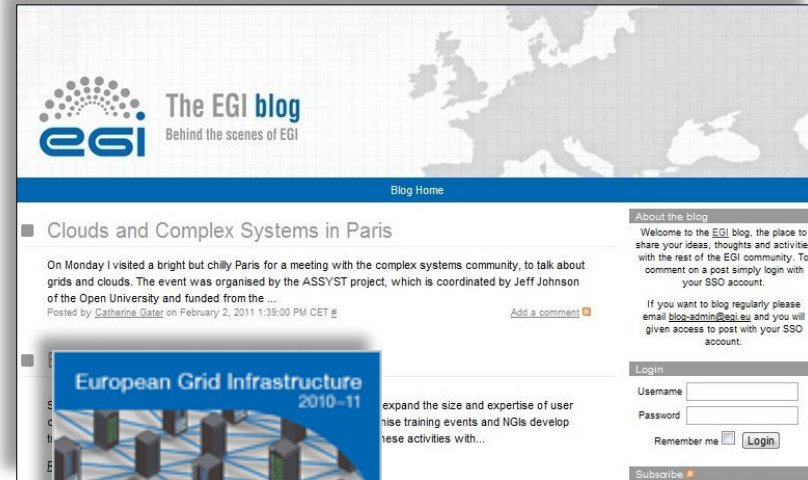 egi
The EGI blog
Behind the scenes of EGI
Blog Home
Clouds and Complex Systems in Paris
On Monday I visited a bright but chilly Paris for a meeting with the complex systems community, to talk about
grids and clouds. The event was organised by the ASSYST project, which is coordinated by Jeff Johnson
of the Open University and funded from the ...
Posted by Catherine Gater on February 2, 2011 1:39:00 PM CET #
Add a comment
European Grid Infrastructure
2010–11
expand the size and expertise of user
events and NGIs develop
activities with...
About the blog
Welcome to the EGI blog, the place to
share your ideas, thoughts and
with the rest of the EGI community.
comment on a post simply login with
your SSO account.
If you want to blog regularly please
email blog-admin@egi.eu and you will
given access to post with your SSO
account.
Login
Username
Password
Remember me
Login
Subscribe